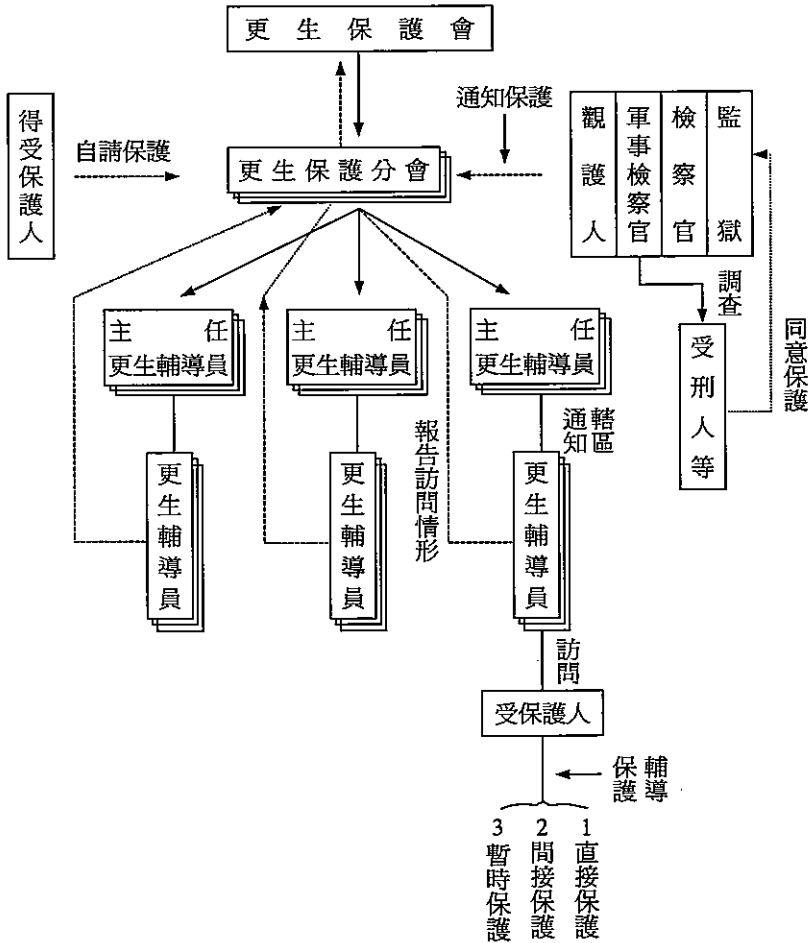 更生保護會
通知保護
得受保護人
自請保護
更生保護分會
監獄
檢察官
軍事檢察官
觀護人
調查
受刑人等
同意保護
主任
更生輔導員
主任
更生輔導員
主任
更生輔導員
轄區
通知
報告訪問情形
更生輔導員
更生輔導員
更生輔導員
訪問
受保護人
輔導
保護
1直接保護
2間接保護
3暫時保護